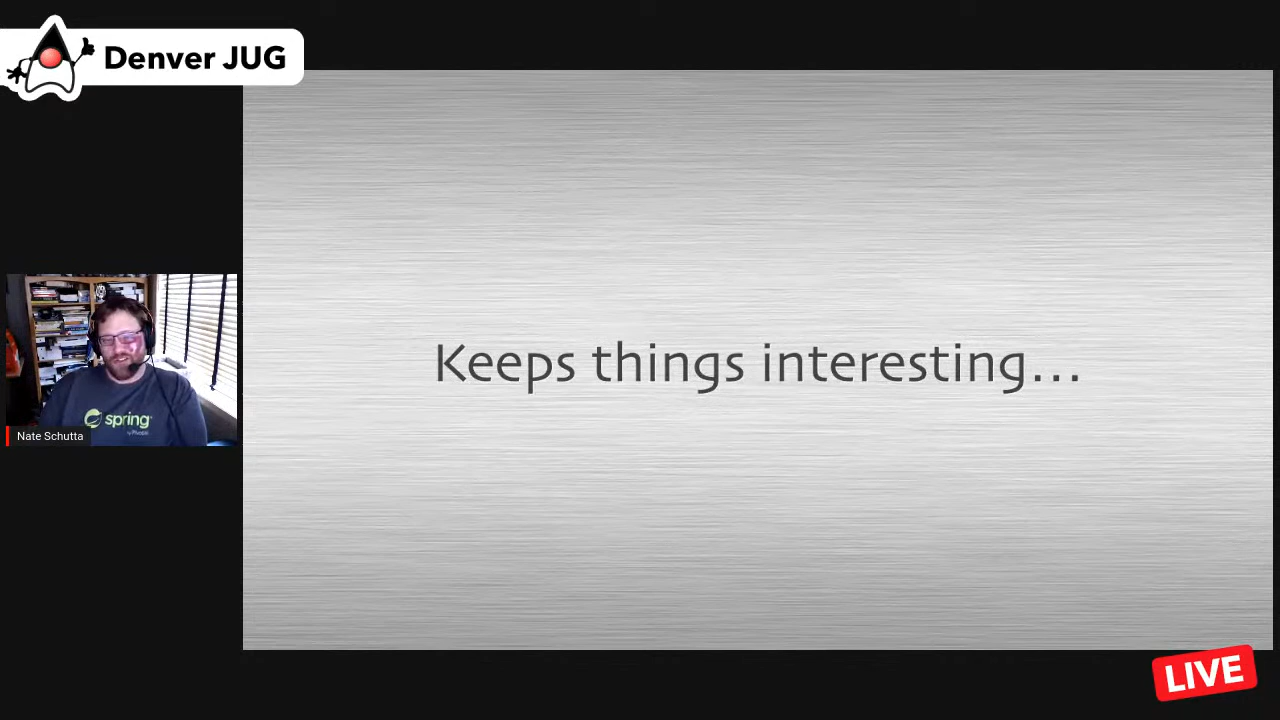 Denver JUG
Keeps things interesting...
spring
Nate Schutta
LIVE